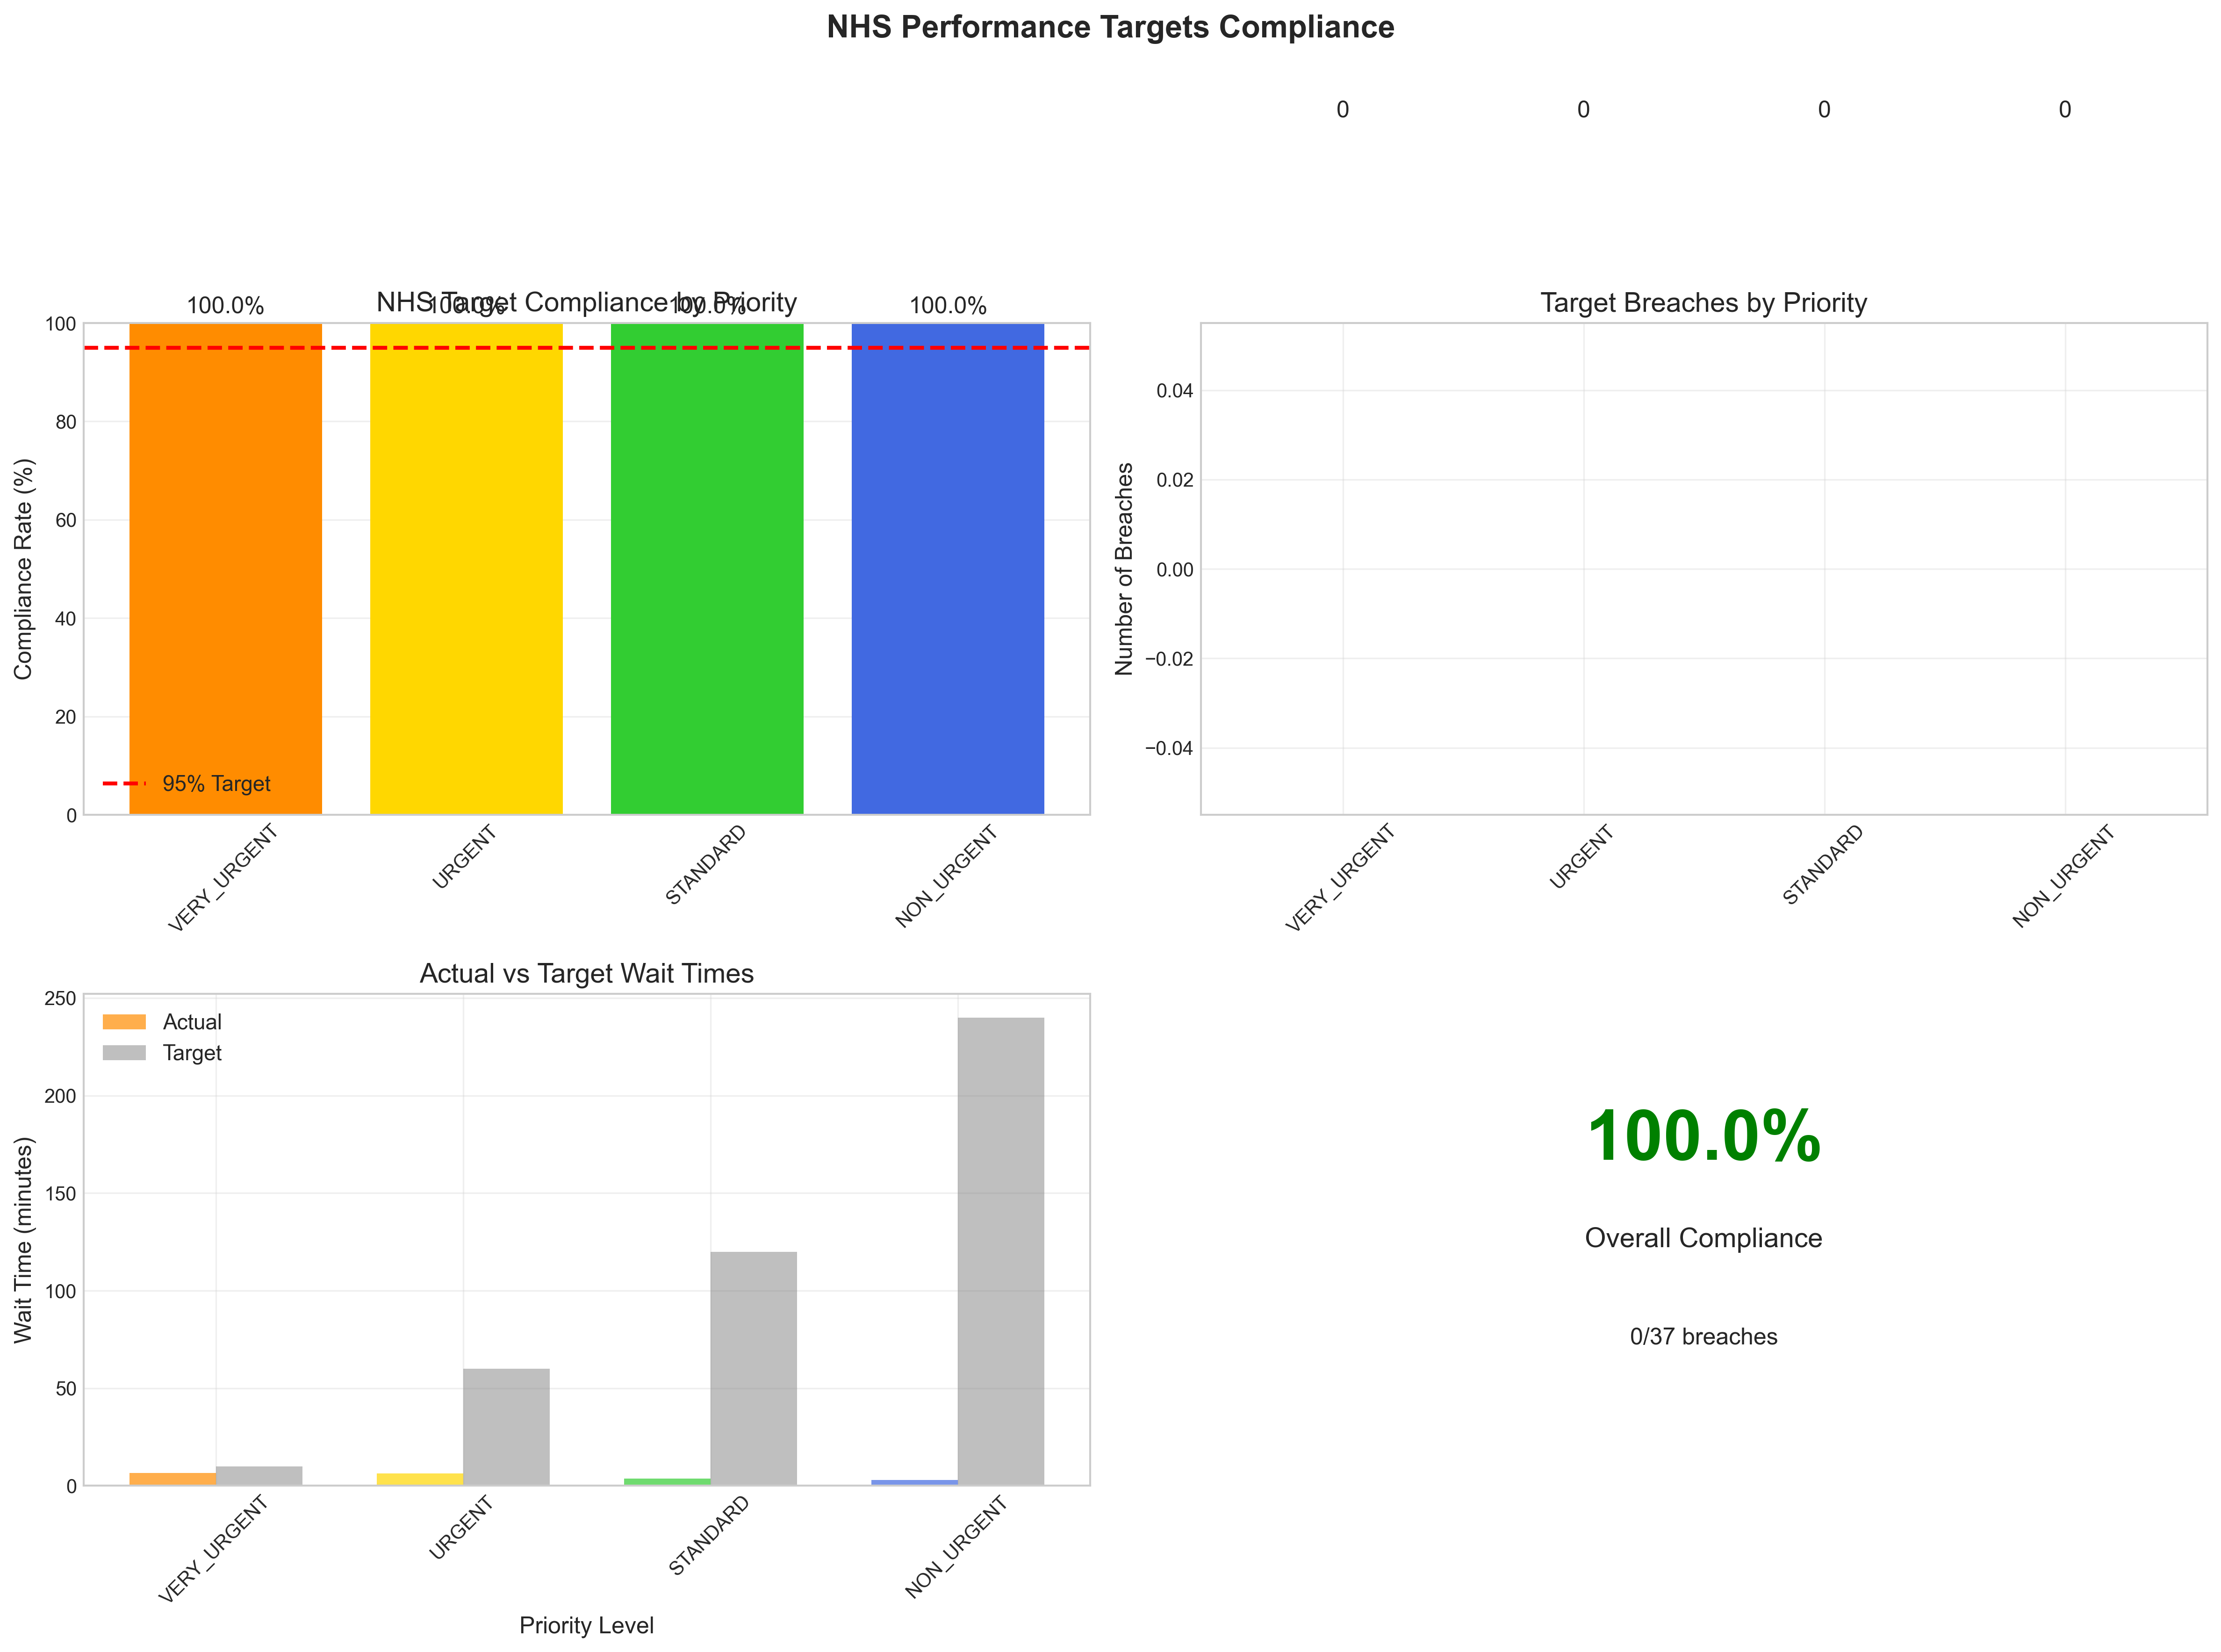 NHS Performance Targets Compliance
0 0 0 0
NHS Target Compliance by Priority
100.0% 100.0% 100.0% 100.0%
Compliance Rate (%)
100
80
60
40
20
0
95% Target
VERY_URGENT URGENT STANDARD NON_URGENT
Target Breaches by Priority
Number of Breaches
0.04
0.02
0.00
−0.02
−0.04
VERY_URGENT URGENT STANDARD NON_URGENT
Actual vs Target Wait Times
Wait Time (minutes)
250
200
150
100
50
0
Actual
Target
VERY_URGENT URGENT STANDARD NON_URGENT
Priority Level
100.0%
Overall Compliance
0/37 breaches